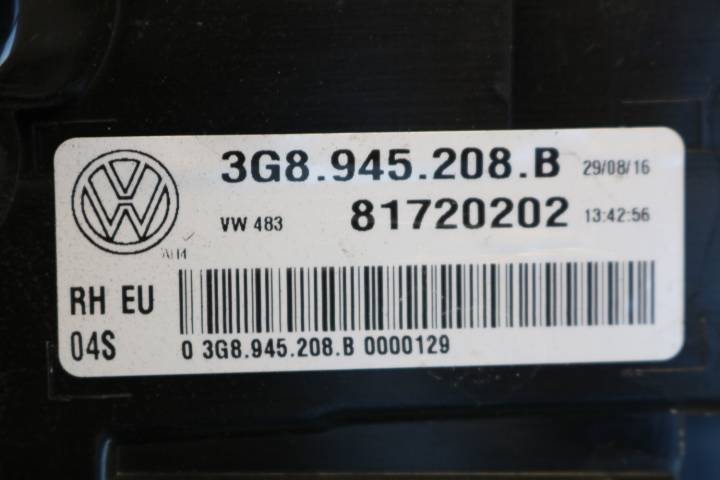 3G8.945.208.B 29/08/16
VW 483 81720202 13:42:56
RH EU
04S
0 3G8.945.208.B 0000129